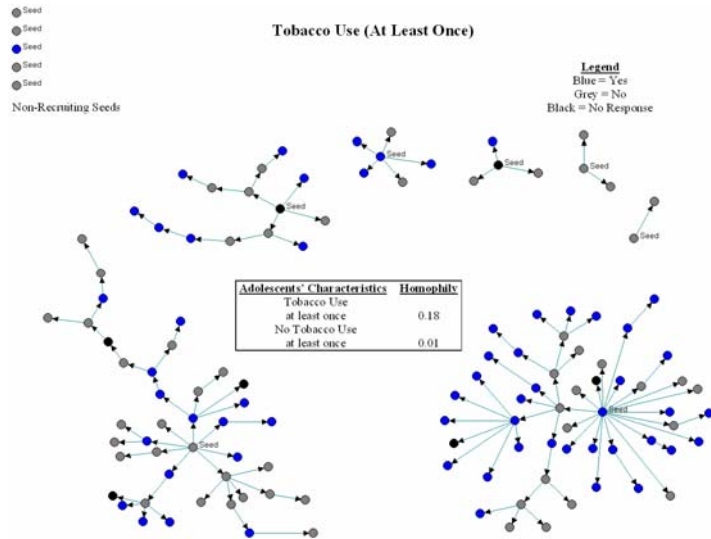 Seed
Tobacco Use (At Least Once)
Seed
Seed
Seed
Seed
Non-Recruiting Seeds
Legend
Blue = Yes
Grey = No
Black = No Response
Seed
Seed
Seed
Seed
Seed
Adolescents' Characteristics Homophily
Tobacco Use
at least once 0.18
No Tobacco Use
at least once 0.01
Seed
Seed